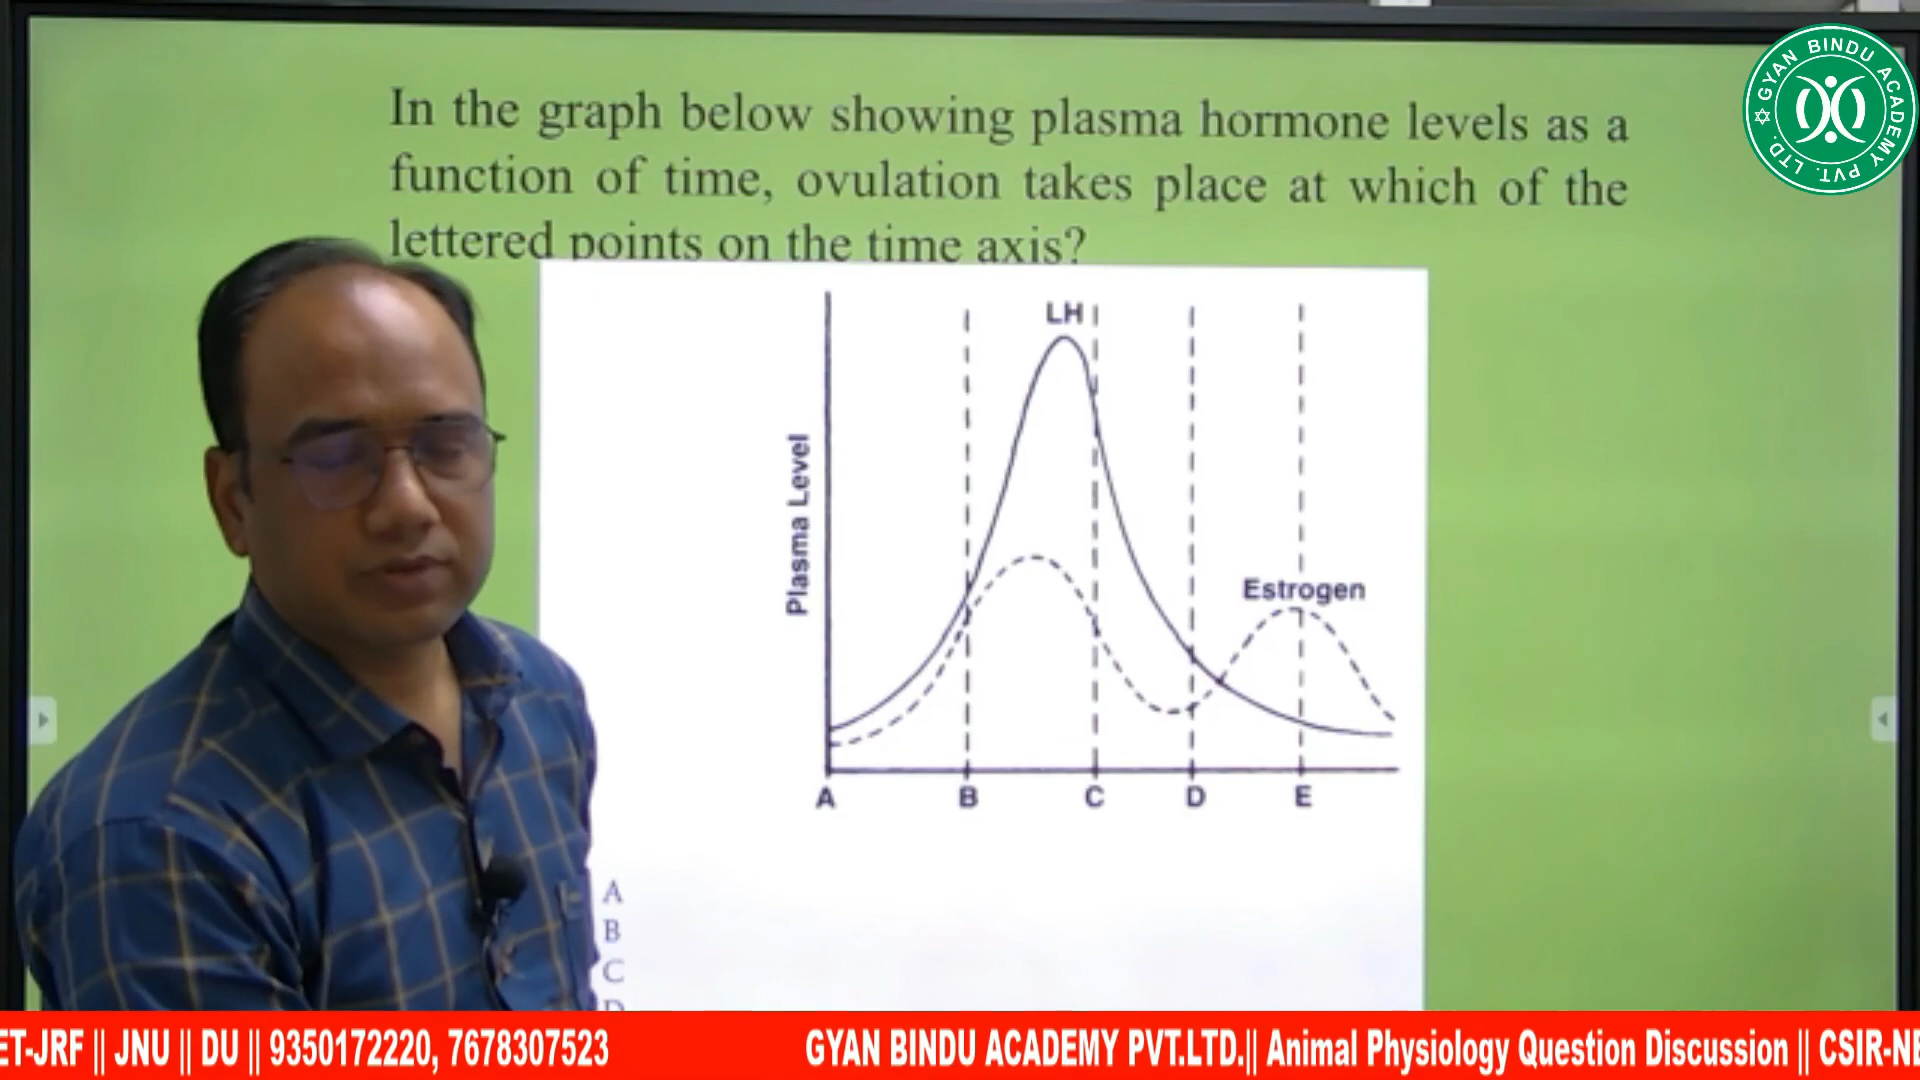 In the graph below showing plasma hormone levels as a
function of time, ovulation takes place at which of the
lettered points on the time axis?
GYAN BINDU ACADEMY PVT. LTD.
LH
Plasma Level
Estrogen
A B C D E
A
B
C
D
ET-JRF || JNU || DU || 9350172220, 7678307523 GYAN BINDU ACADEMY PVT.LTD.|| Animal Physiology Question Discussion || CSIR-NE